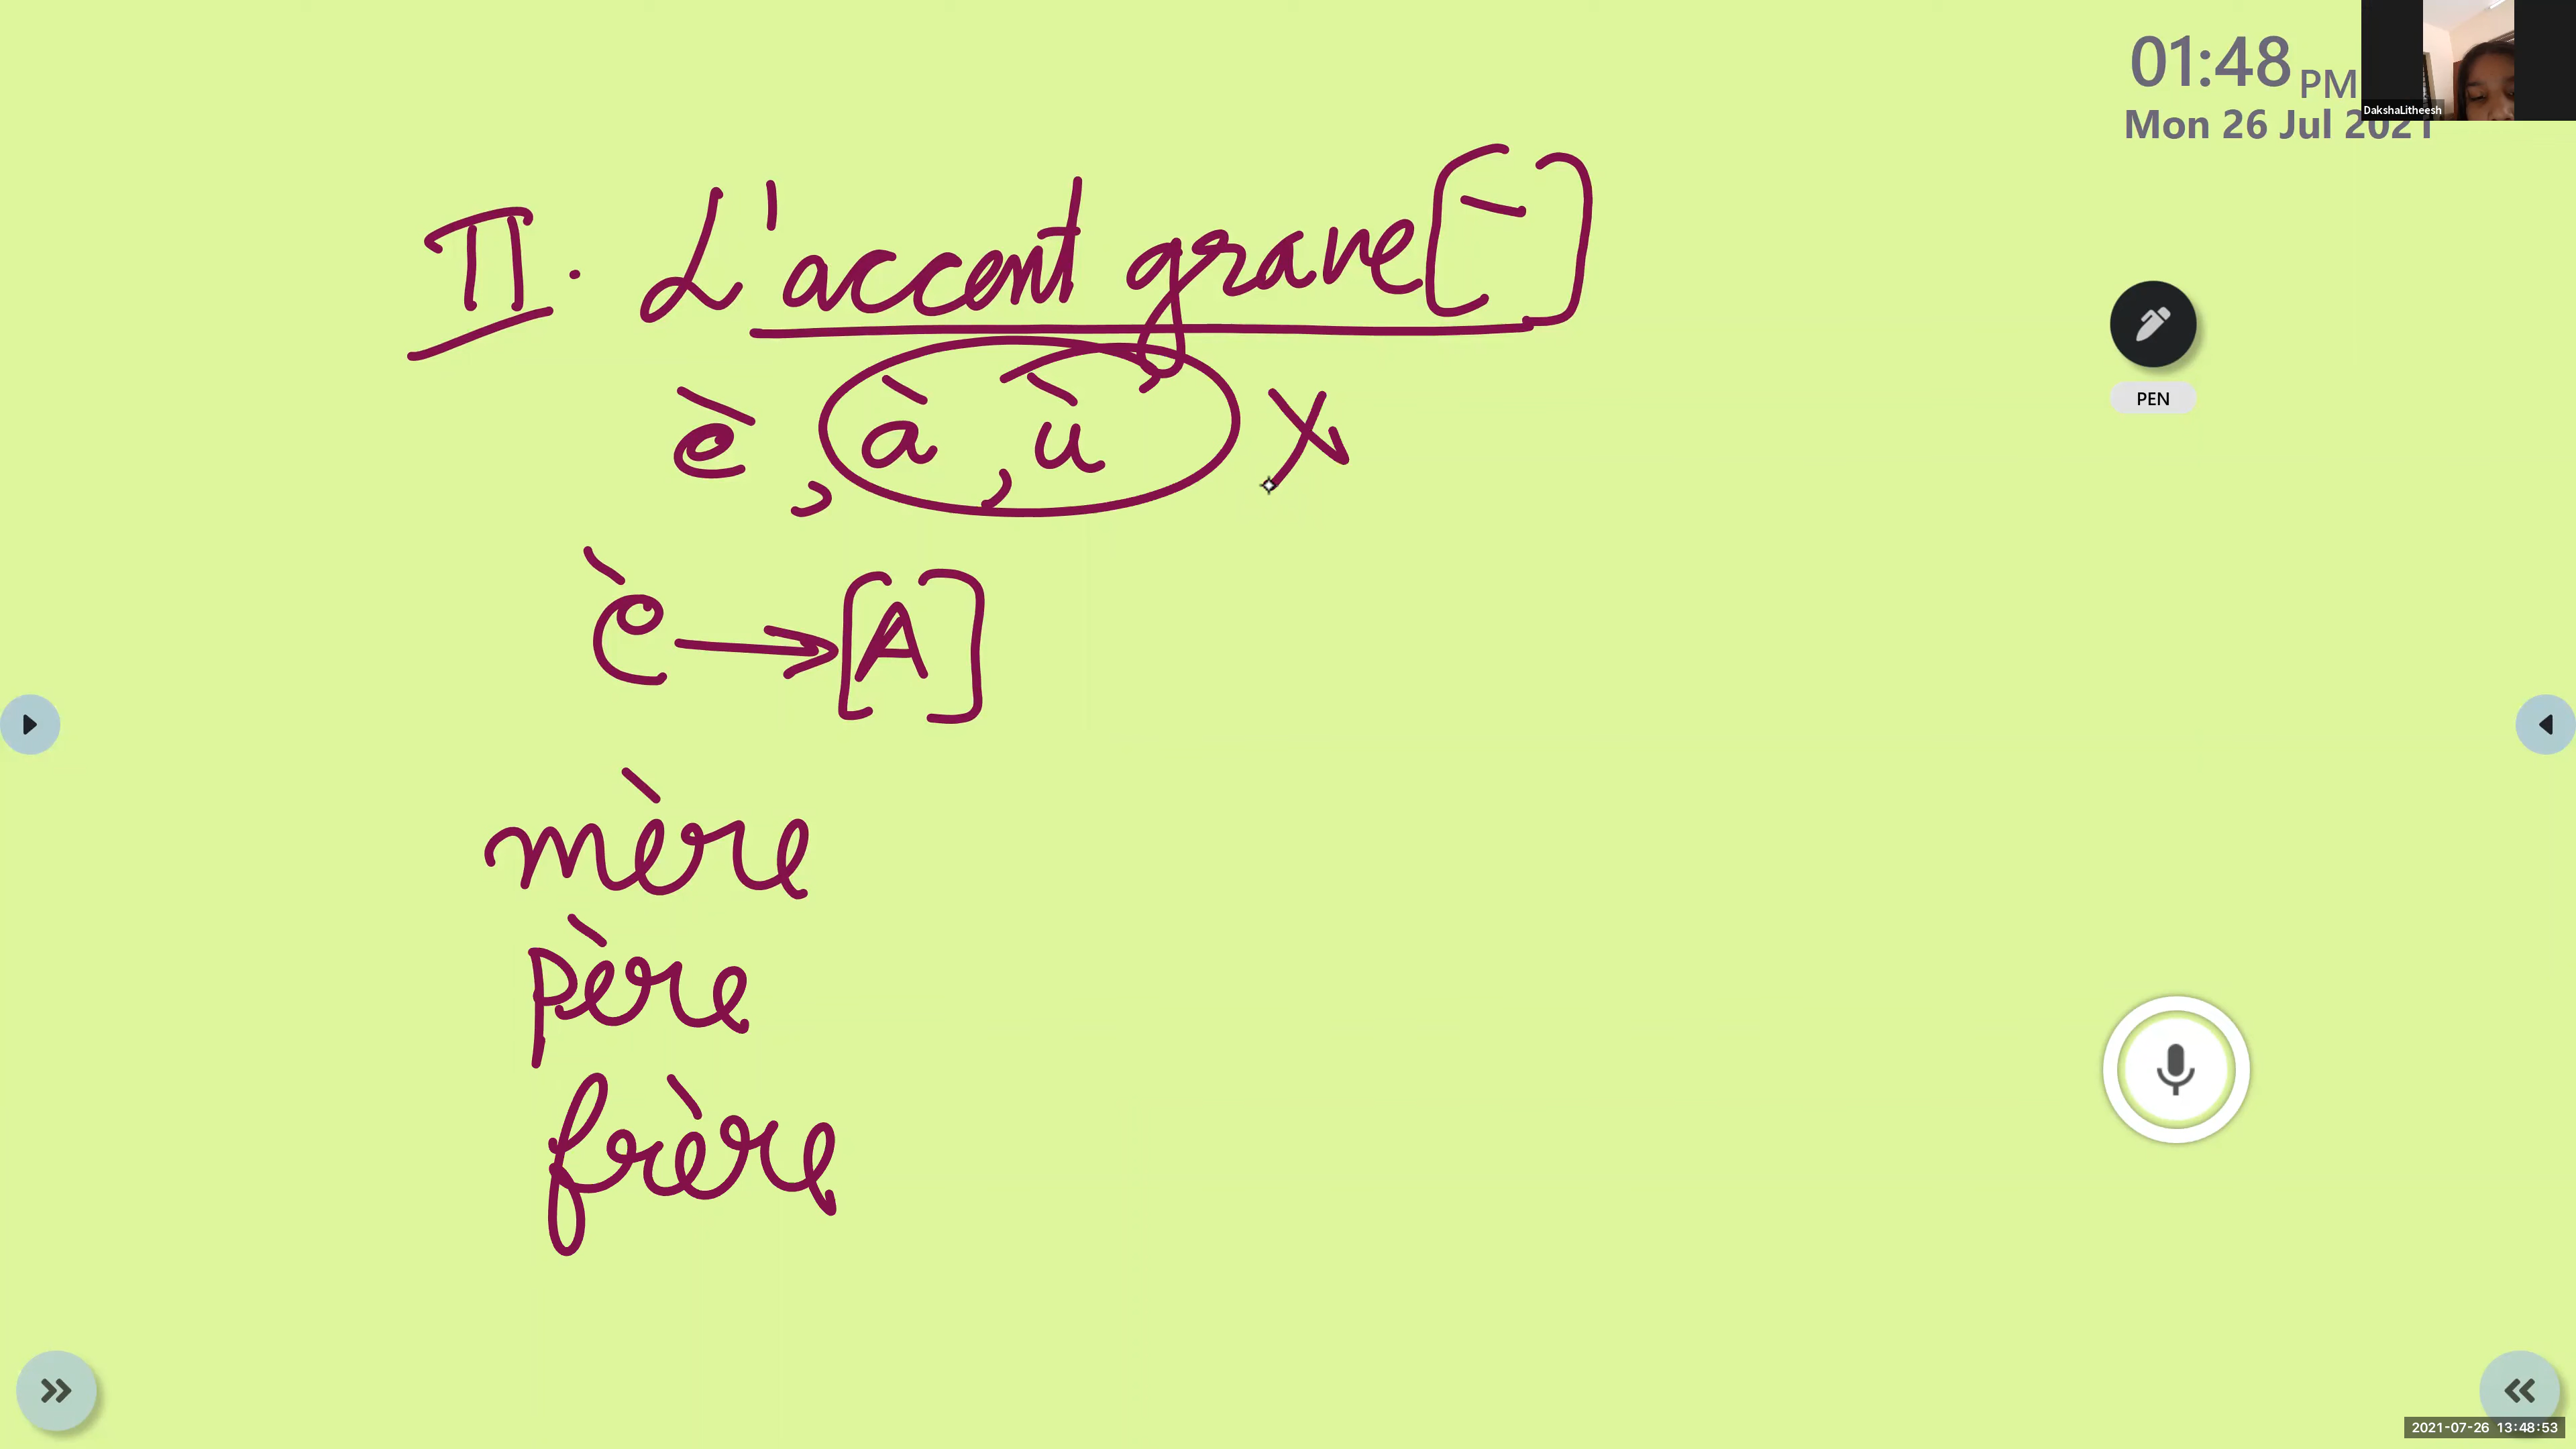 01:48 PM
DakshaLitheesh
Mon 26 Jul 2021
II. L'accent grave [`]
è, à, ù X
è → [A]
mère
père
frère
PEN
2021-07-26 13:48:53